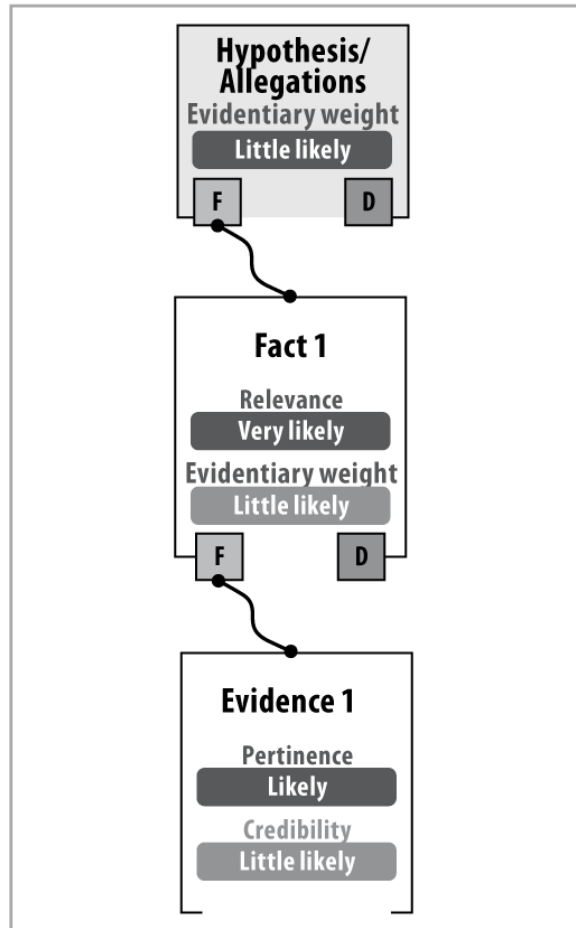 Hypothesis/
Allegations
Evidentiary weight
Little likely
F D
Fact 1
Relevance
Very likely
Evidentiary weight
Little likely
F D
Evidence 1
Pertinence
Likely
Credibility
Little likely